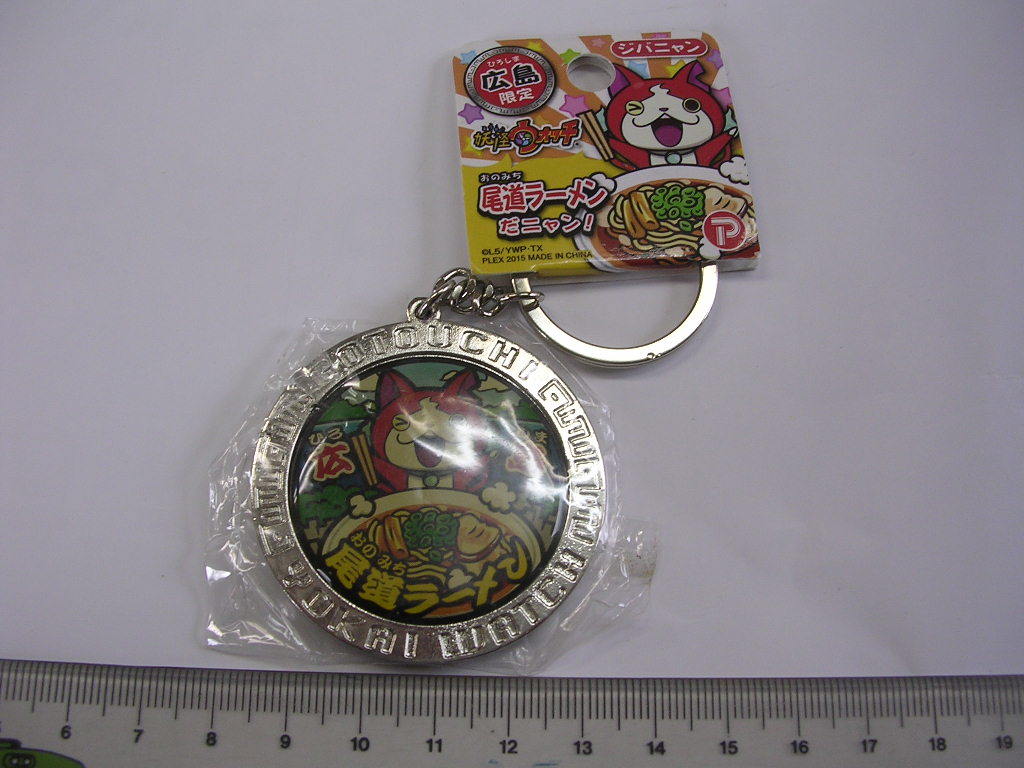 ひろしま
広島
限定
ジバニャン
妖怪ウォッチ
おのみち
尾道ラーメン
だニャン!
P
©L5/YWP・TX
PLEX 2015 MADE IN CHINA
GOTOUCHI
YOKAI WATCH
ひろ
広
ま
おのみち
尾道ラーメン
6 7 8 9 10 11 12 13 14 15 16 17 18 19